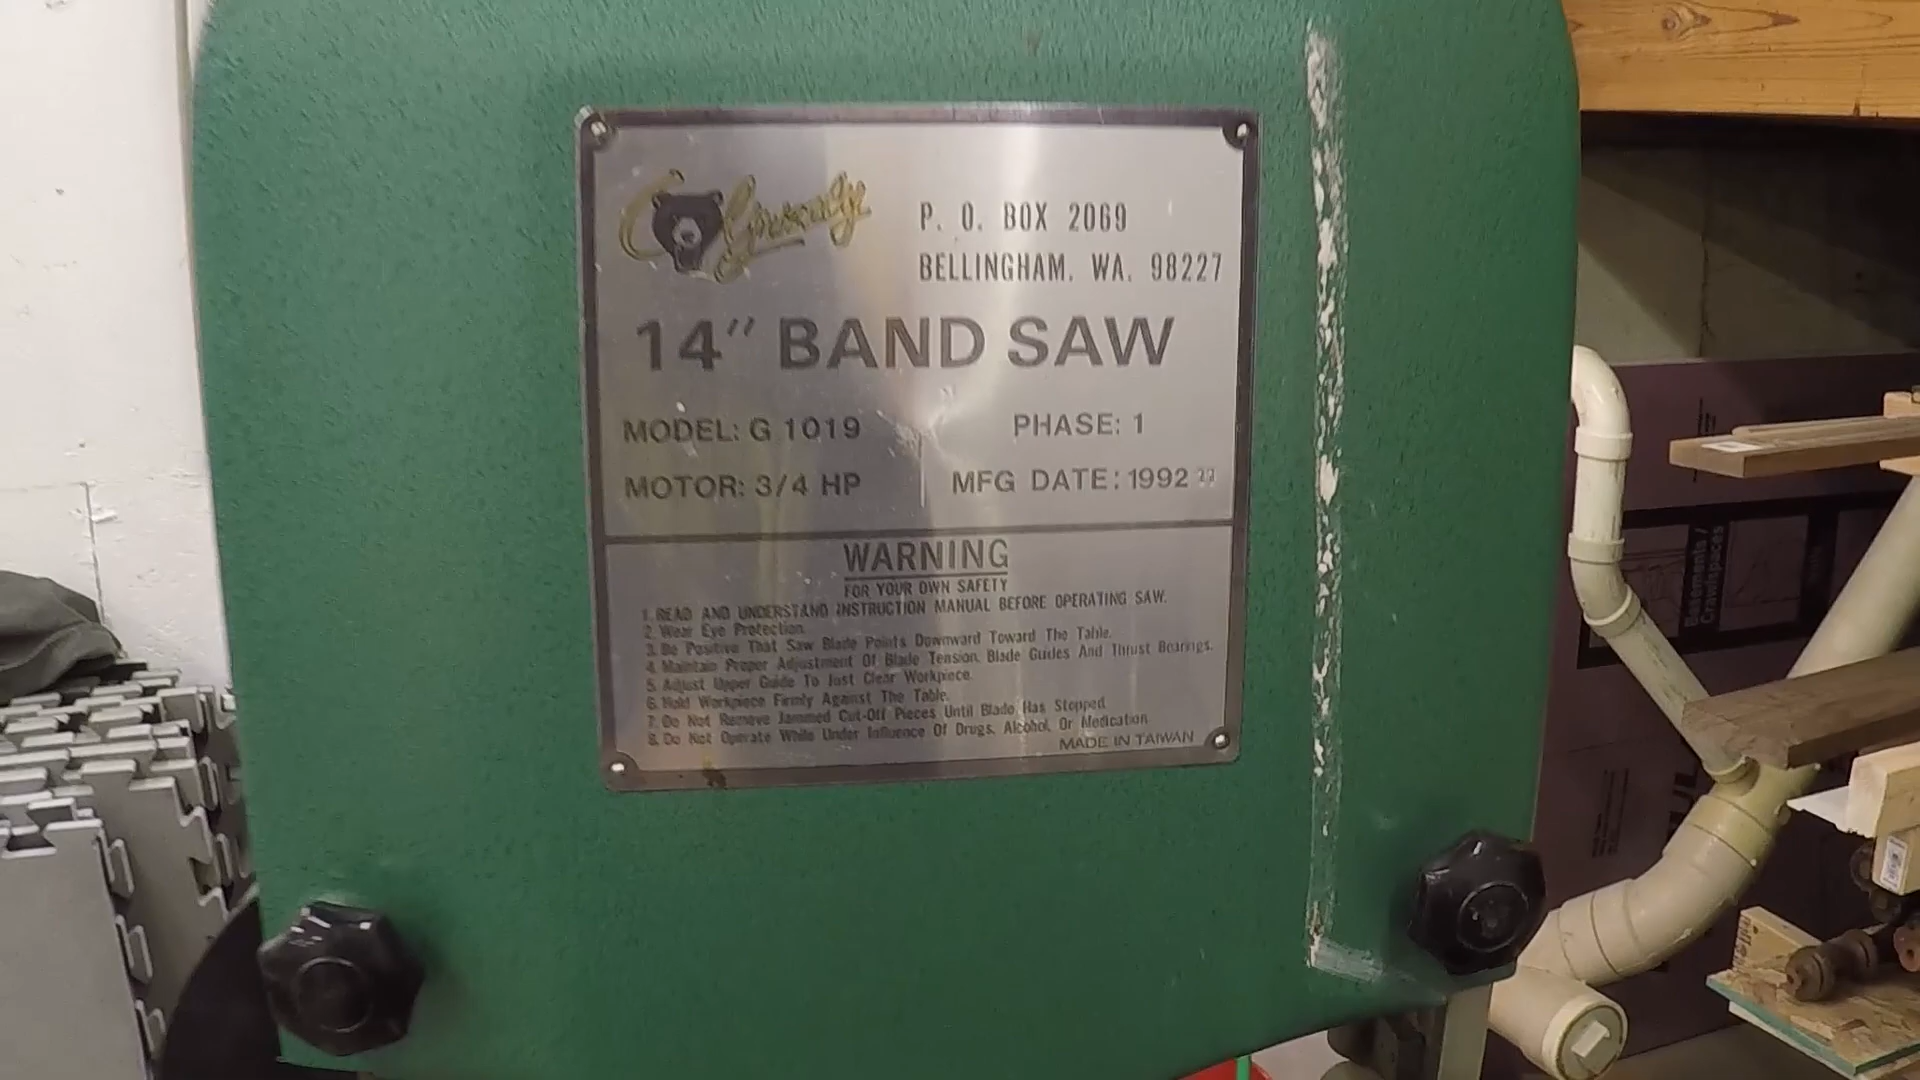 Grizzly
P. O. BOX 2069
BELLINGHAM, WA. 98227
14" BAND SAW
MODEL: G 1019
PHASE: 1
MOTOR: 3/4 HP
MFG DATE: 1992
WARNING
FOR YOUR OWN SAFETY
1. READ AND UNDERSTAND INSTRUCTION MANUAL BEFORE OPERATING SAW.
2. Wear Eye Protection.
3. Be Positive That Saw Blade Points Downward Toward The Table.
4. Maintain Proper Adjustment Of Blade Tension, Blade Guides And Thrust Bearings.
5. Adjust Upper Guide To Just Clear Workpiece.
6. Hold Workpiece Firmly Against The Table.
7. Do Not Remove Jammed Cut-Off Pieces Until Blade Has Stopped.
8. Do Not Operate While Under Influence Of Drugs, Alcohol, Or Medication
MADE IN TAIWAN
Basements /
Crawlspaces